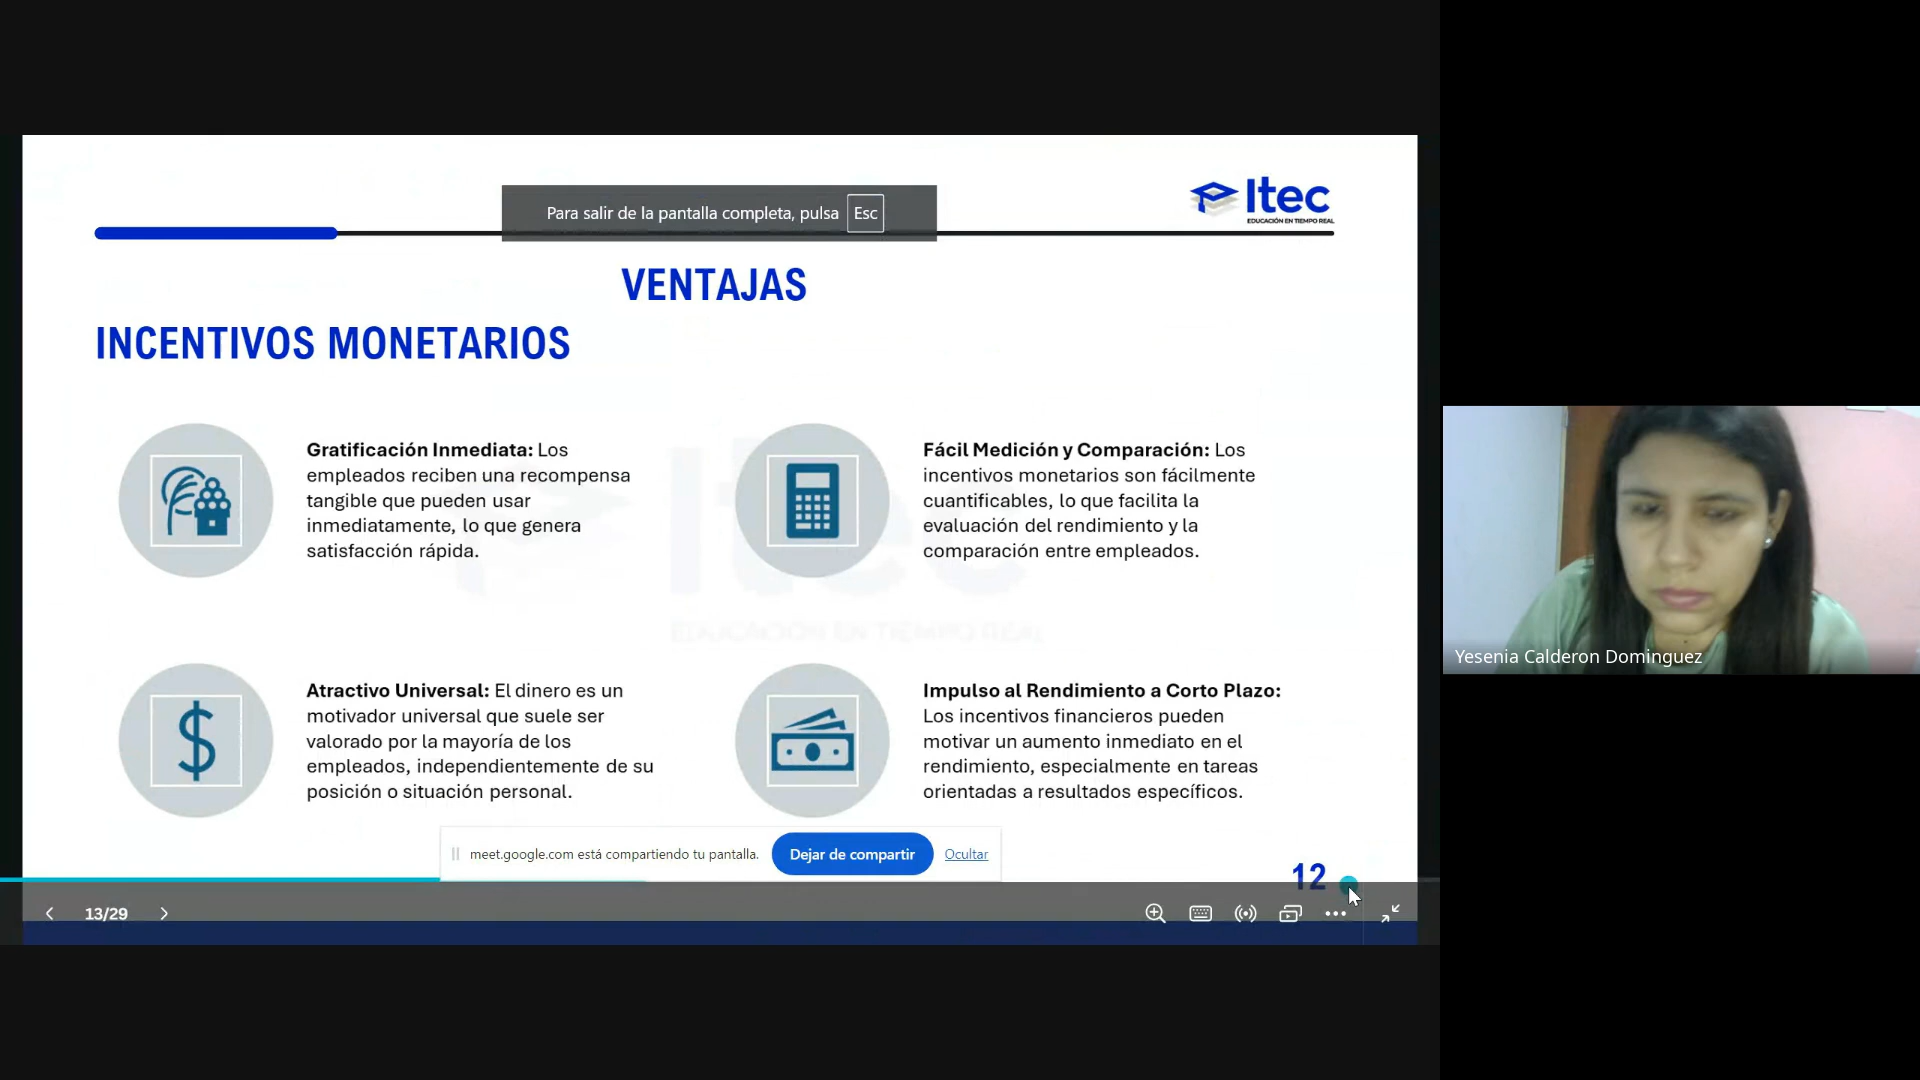 Itec
EDUCACIÓN EN TIEMPO REAL
Para salir de la pantalla completa, pulsa Esc
VENTAJAS
INCENTIVOS MONETARIOS
Gratificación Inmediata: Los
empleados reciben una recompensa
tangible que pueden usar
inmediatamente, lo que genera
satisfacción rápida.
Fácil Medición y Comparación: Los
incentivos monetarios son fácilmente
cuantificables, lo que facilita la
evaluación del rendimiento y la
comparación entre empleados.
Itec
EDUCACIÓN EN TIEMPO REAL
Atractivo Universal: El dinero es un
motivador universal que suele ser
valorado por la mayoría de los
empleados, independientemente de su
posición o situación personal.
Impulso al Rendimiento a Corto Plazo:
Los incentivos financieros pueden
motivar un aumento inmediato en el
rendimiento, especialmente en tareas
orientadas a resultados específicos.
meet.google.com está compartiendo tu pantalla. Dejar de compartir Ocultar
12
13/29
Yesenia Calderon Dominguez